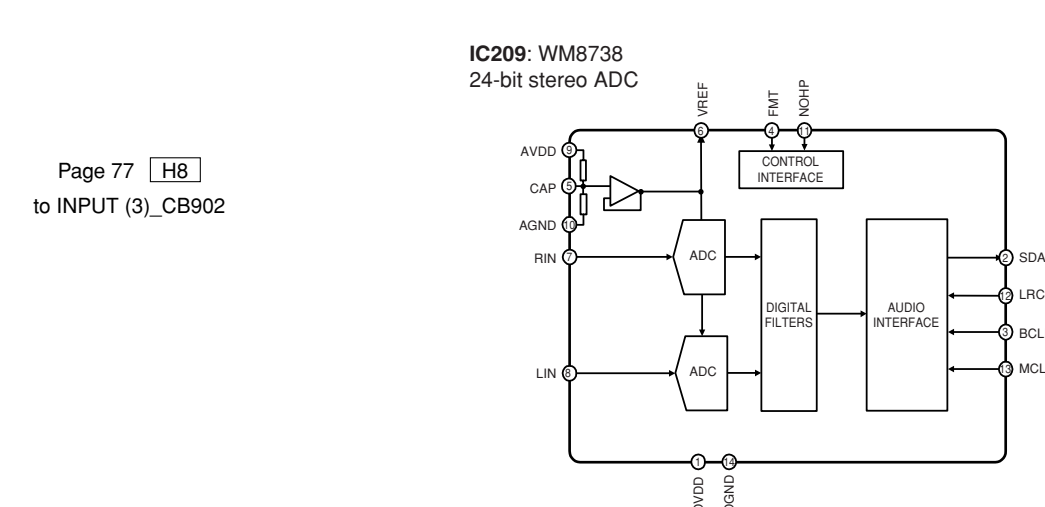 IC209: WM8738
24-bit stereo ADC
Page 77 H8
to INPUT (3)_CB902
VREF
FMT
NOHP
6
4
11
AVDD 9
CAP 5
AGND 10
RIN 7
LIN 8
CONTROL
INTERFACE
ADC
ADC
DIGITAL
FILTERS
AUDIO
INTERFACE
2 SDA
12 LRC
3 BCL
13 MCL
1
14
DVDD
DGND